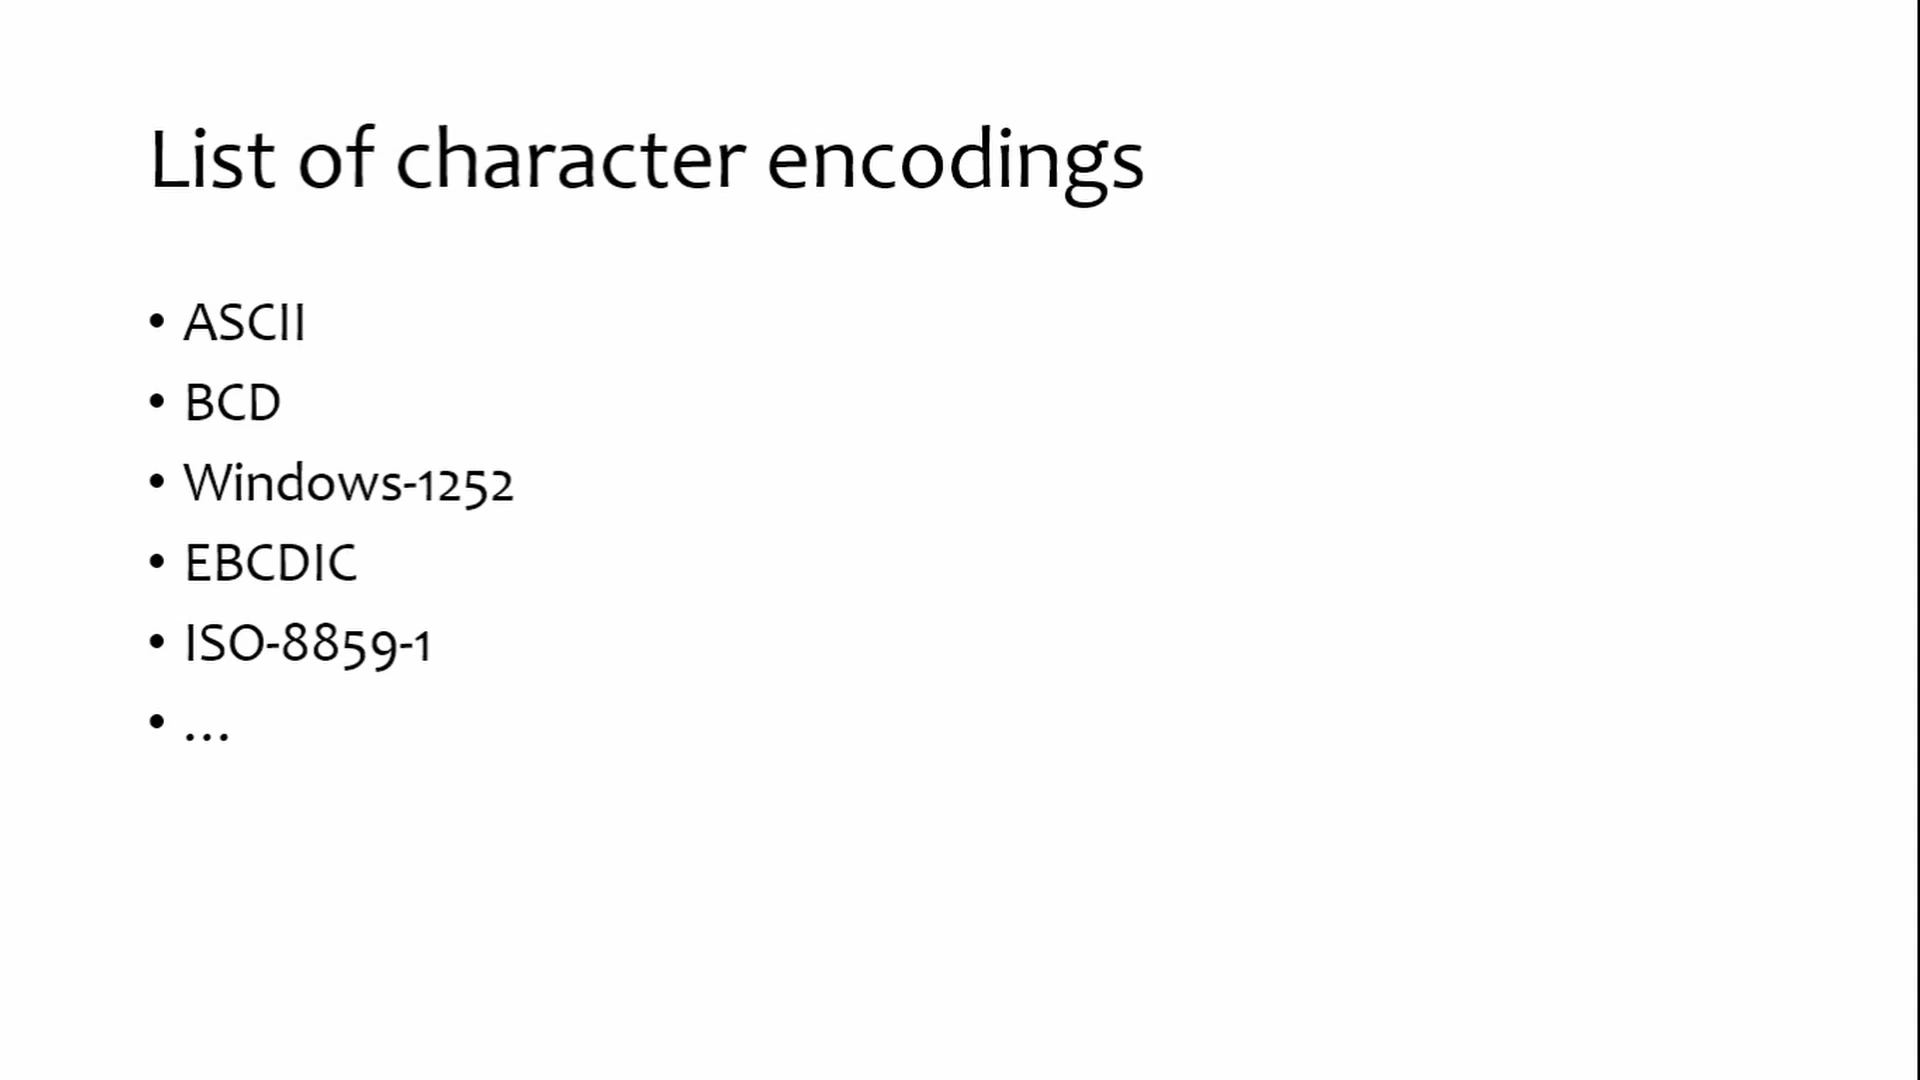 List of character encodings
• ASCII
• BCD
• Windows-1252
• EBCDIC
• ISO-8859-1
• ...